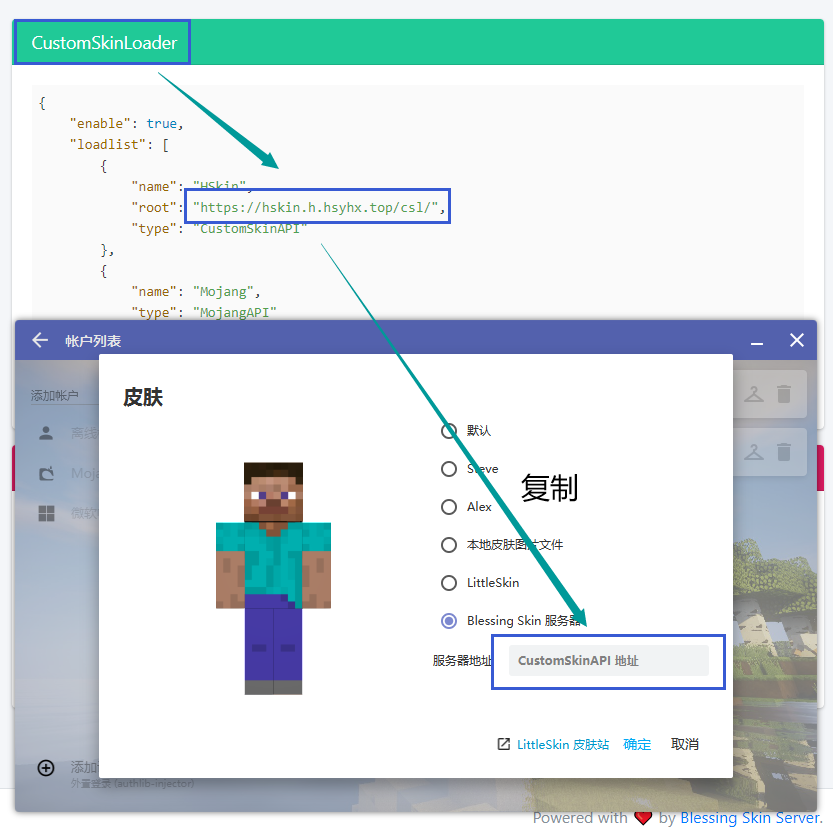 CustomSkinLoader
{
"enable": true,
"loadlist": [
{
"name": "HSkin",
"root": "https://hskin.h.hsyhx.top/csl/",
"type": "CustomSkinAPI"
},
{
"name": "Mojang",
"type": "MojangAPI"
帐户列表
添加帐户
皮肤
默认
离线
Steve
Moj
复制
Alex
微软
本地皮肤图片文件
LittleSkin
Blessing Skin 服务器
服务器地址
CustomSkinAPI 地址
LittleSkin 皮肤站 确定 取消
添加
外置登录 (authlib-injector)
Powered with ❤ by Blessing Skin Server.